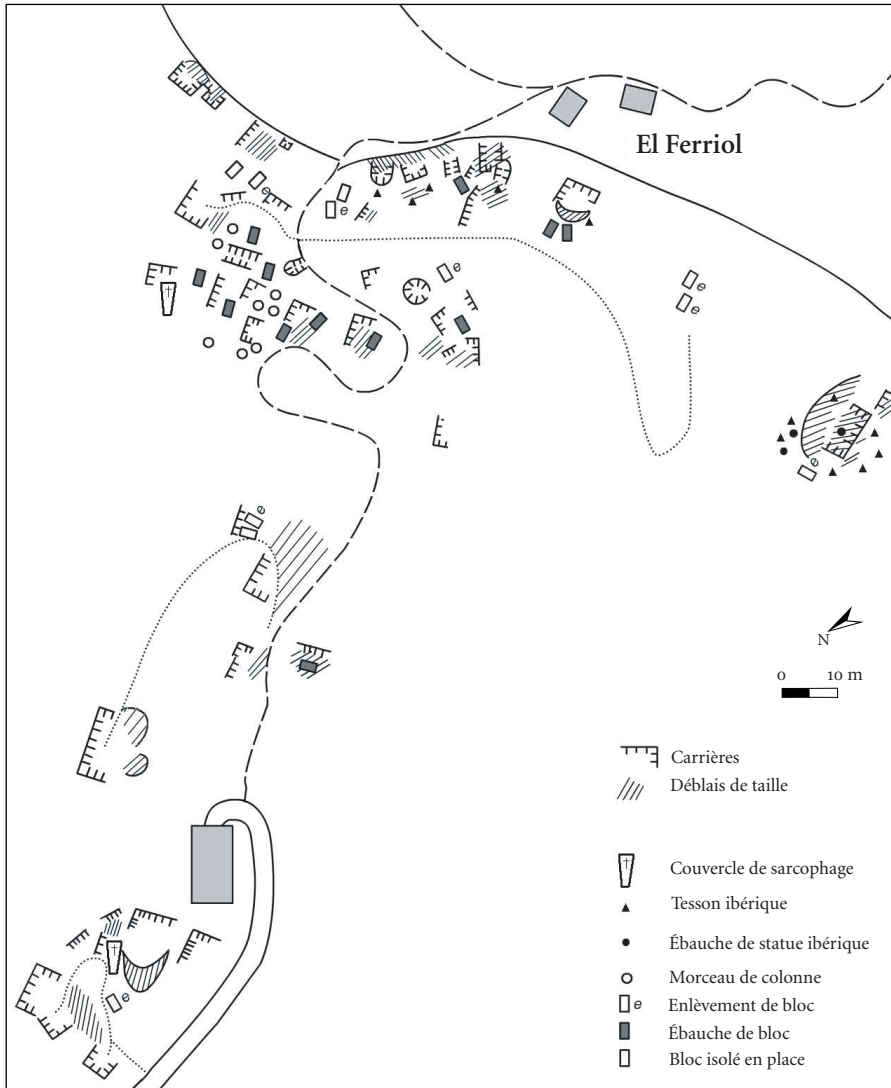 El Ferriol
e
e
e
e
e
e
e
e
e
N
0 10 m
Carrières
Déblais de taille
Couvercle de sarcophage
Tesson ibérique
Ébauche de statue ibérique
Morceau de colonne
e Enlèvement de bloc
Ébauche de bloc
Bloc isolé en place